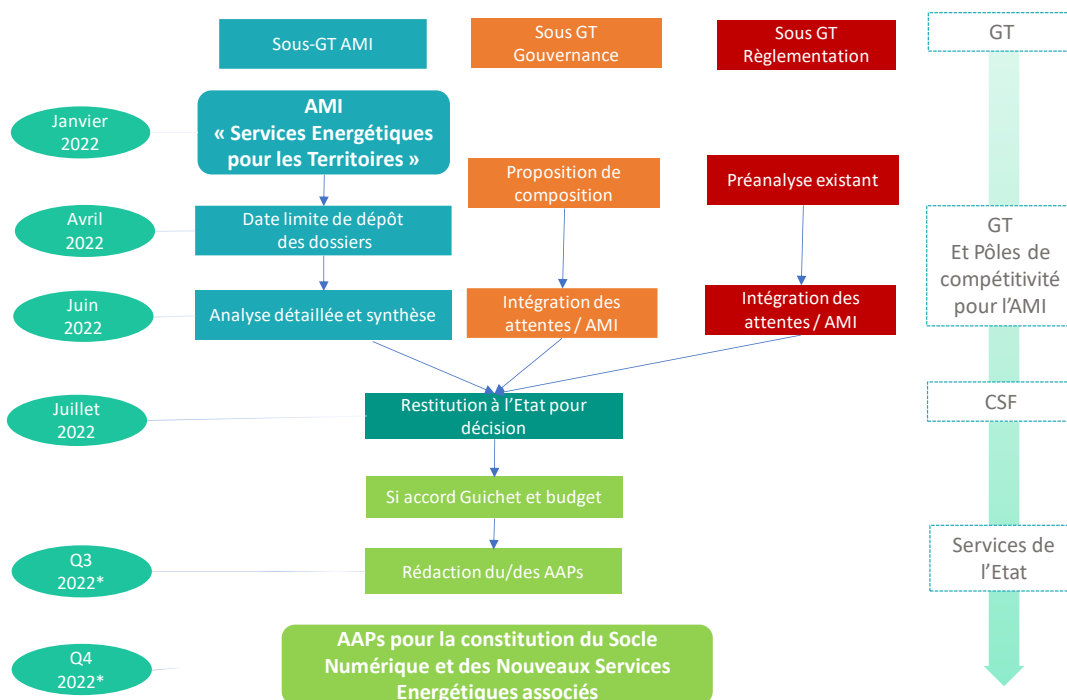 Sous-GT AMI
Sous GT
Gouvernance
Sous GT
Règlementation
GT
Janvier
2022
AMI
« Services Energétiques
pour les Territoires »
Proposition de
composition
Préanalyse existant
Avril
2022
Date limite de dépôt
des dossiers
GT
Et Pôles de
compétitivité
pour l'AMI
Juin
2022
Analyse détaillée et synthèse
Intégration des
attentes / AMI
Intégration des
attentes / AMI
Juillet
2022
Restitution à l'Etat pour
décision
CSF
Si accord Guichet et budget
Q3
2022*
Rédaction du/des AAPs
Services de
l'Etat
Q4
2022*
AAPs pour la constitution du Socle
Numérique et des Nouveaux Services
Energétiques associés